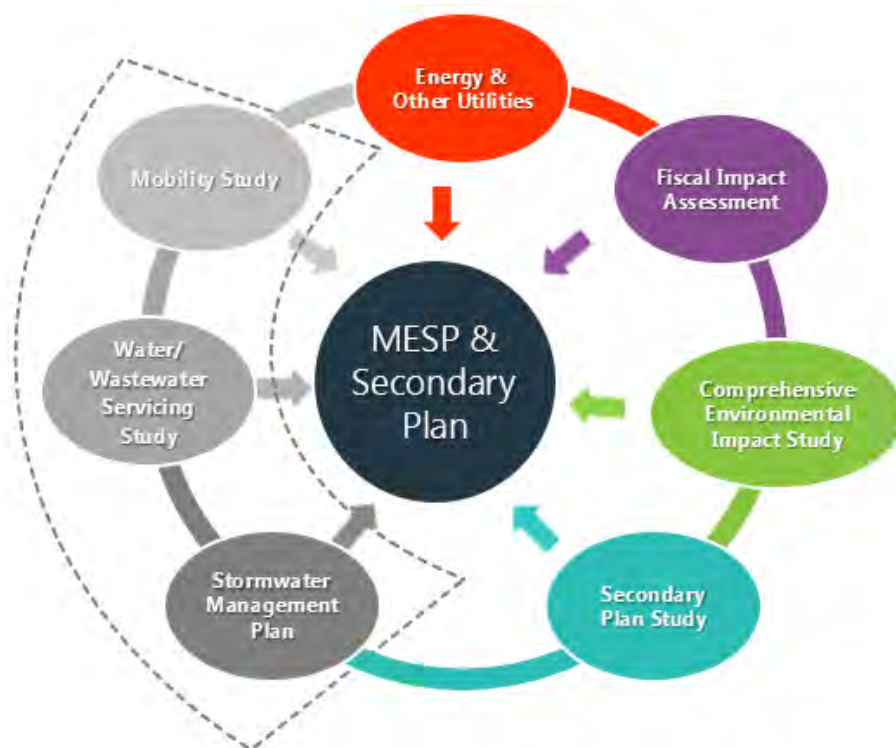 Energy &
Other Utilities
Mobility Study
Fiscal Impact
Assessment
MESP &
Secondary
Plan
Water/
Wastewater
Servicing
Study
Comprehensive
Environmental
Impact Study
Stormwater
Management
Plan
Secondary
Plan Study